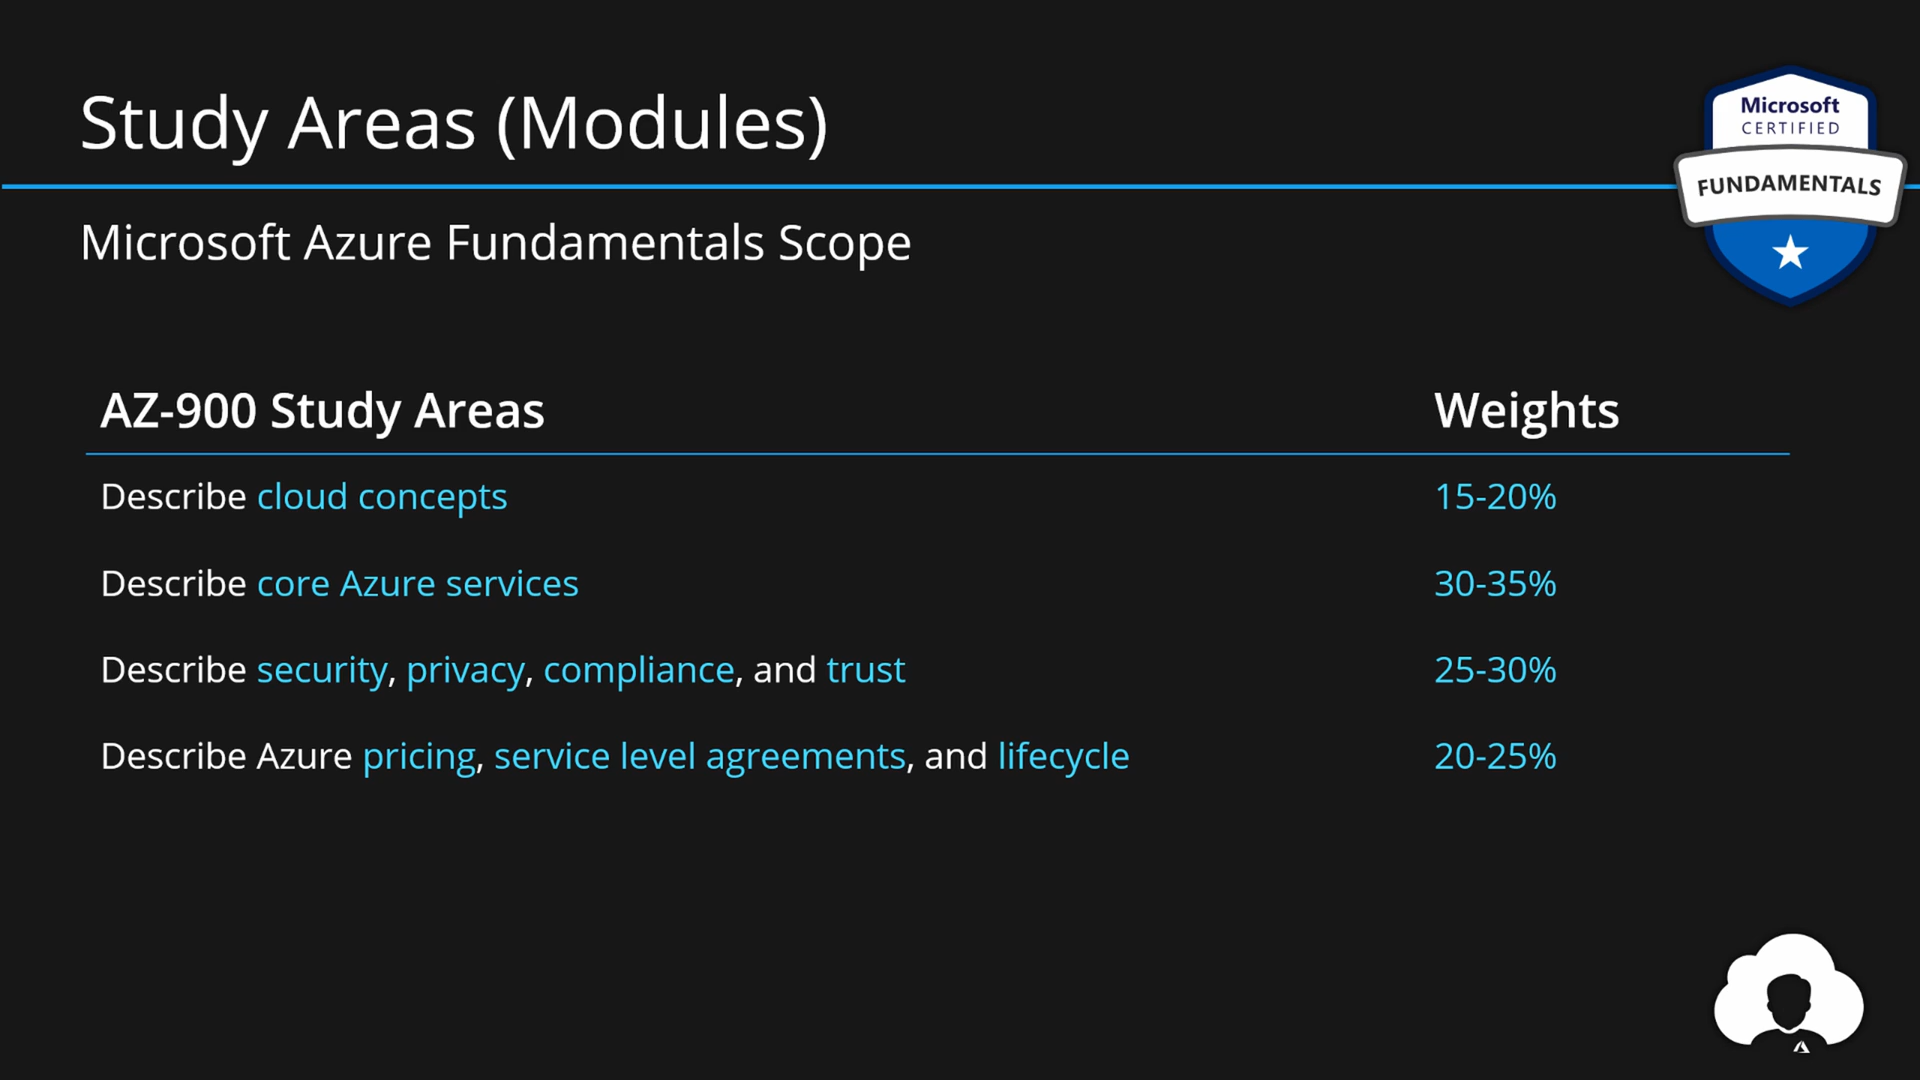 Study Areas (Modules)
Microsoft
CERTIFIED
FUNDAMENTALS
Microsoft Azure Fundamentals Scope
AZ-900 Study Areas Weights
Describe cloud concepts 15-20%
Describe core Azure services 30-35%
Describe security, privacy, compliance, and trust 25-30%
Describe Azure pricing, service level agreements, and lifecycle 20-25%